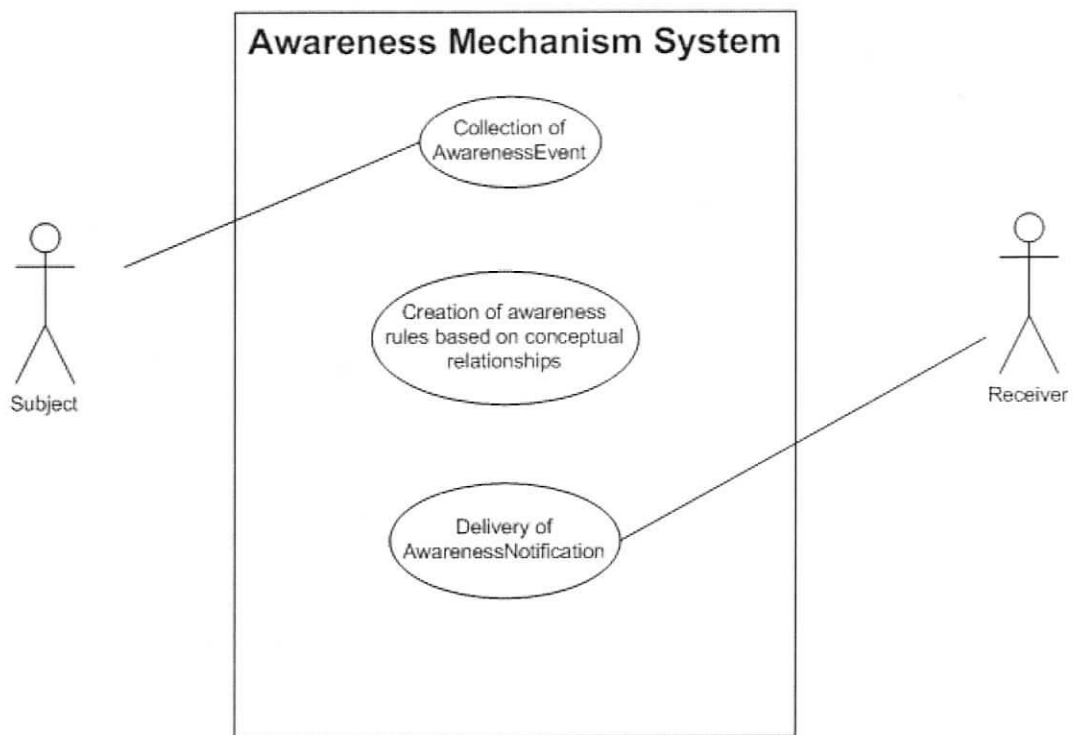 Awareness Mechanism System
Collection of
AwarenessEvent
Creation of awareness
rules based on conceptual
relationships
Subject
Receiver
Delivery of
AwarenessNotification